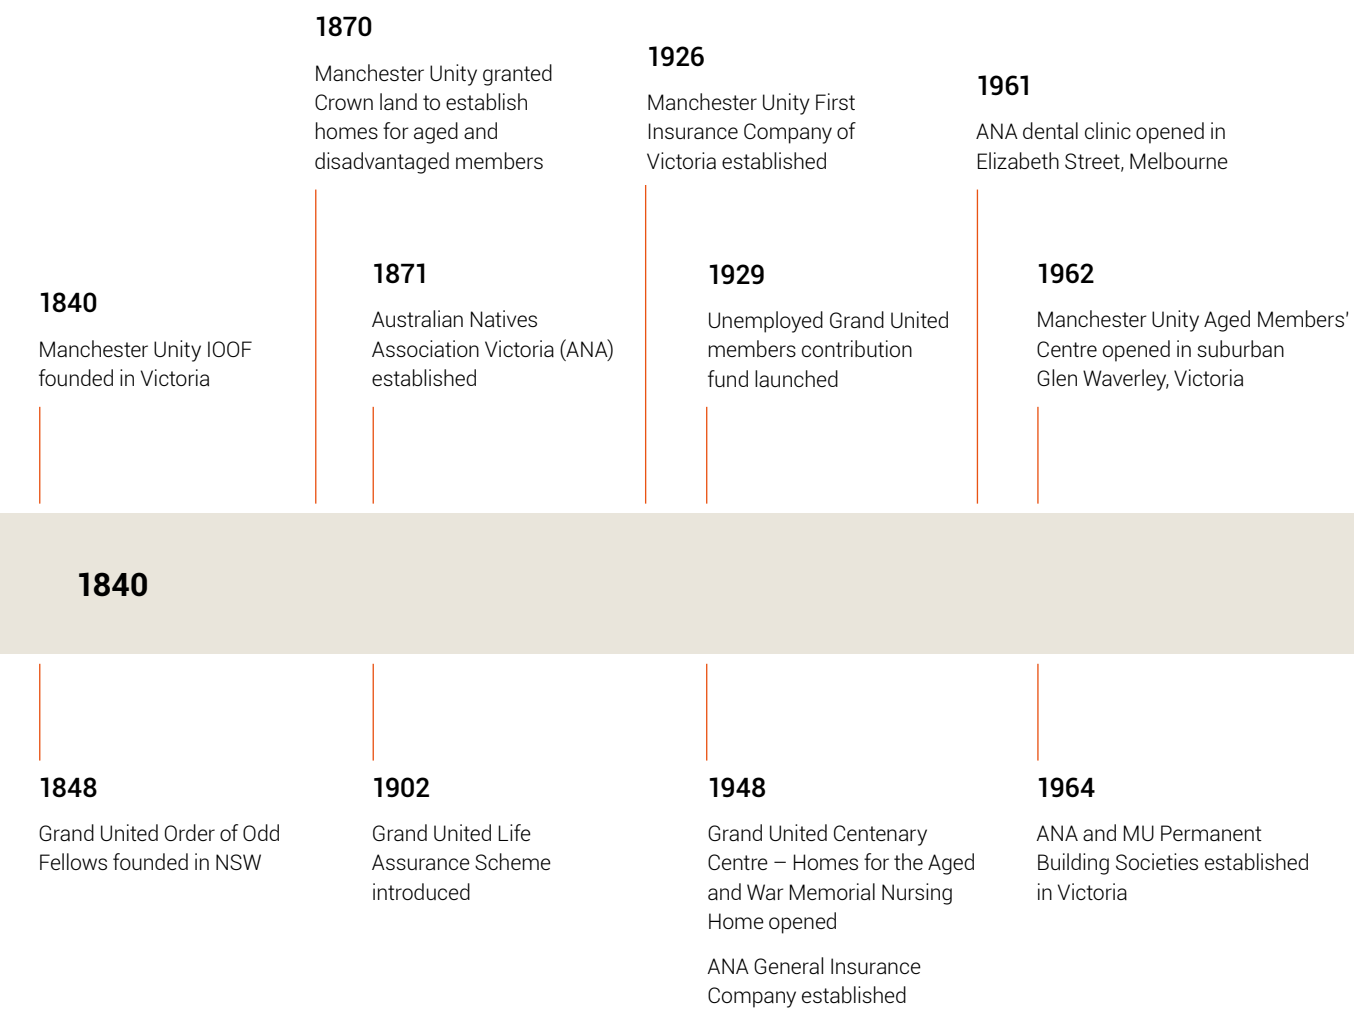 1870
Manchester Unity granted
Crown land to establish
homes for aged and
disadvantaged members
1926
Manchester Unity First
Insurance Company of
Victoria established
1961
ANA dental clinic opened in
Elizabeth Street, Melbourne
1840
Manchester Unity IOOF
founded in Victoria
1871
Australian Natives
Association Victoria (ANA)
established
1929
Unemployed Grand United
members contribution
fund launched
1962
Manchester Unity Aged Members’
Centre opened in suburban
Glen Waverley, Victoria
1840
1848
Grand United Order of Odd
Fellows founded in NSW
1902
Grand United Life
Assurance Scheme
introduced
1948
Grand United Centenary
Centre – Homes for the Aged
and War Memorial Nursing
Home opened
ANA General Insurance
Company established
1964
ANA and MU Permanent
Building Societies established
in Victoria